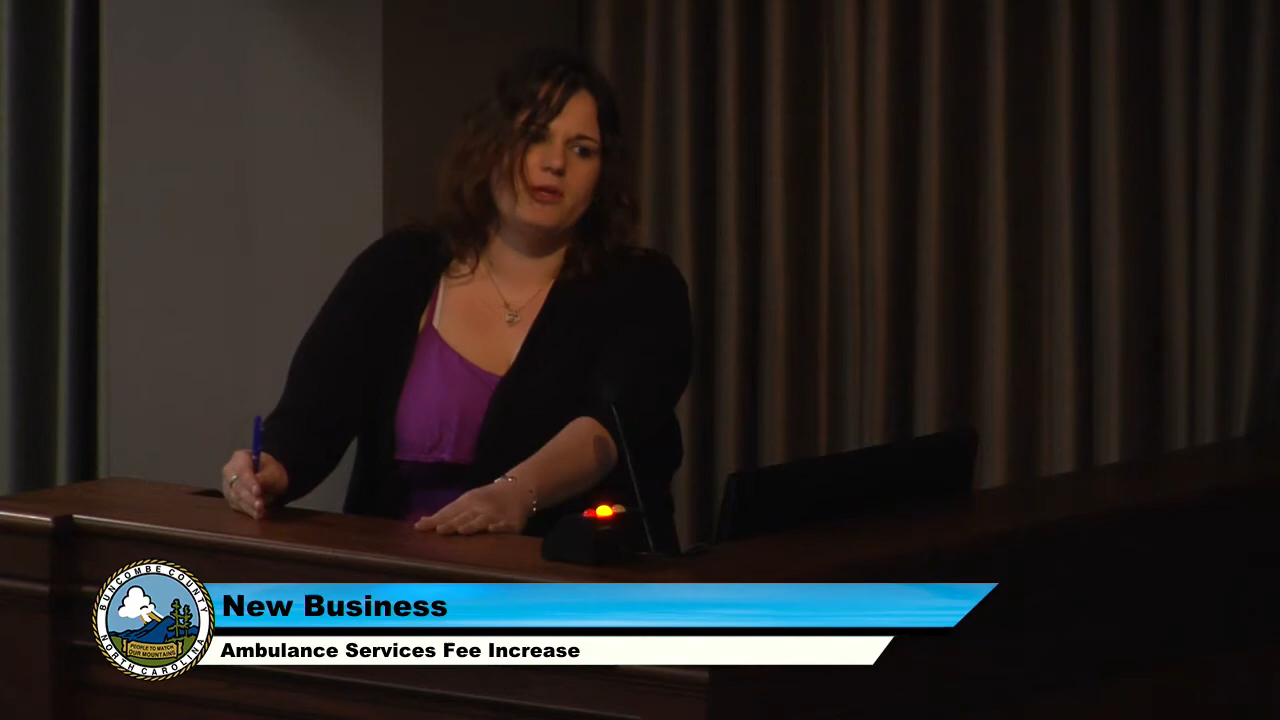 New Business
Ambulance Services Fee Increase
BUNCOMBE COUNTY
NORTH CAROLINA
PEOPLE TO MATCH
OUR MOUNTAINS